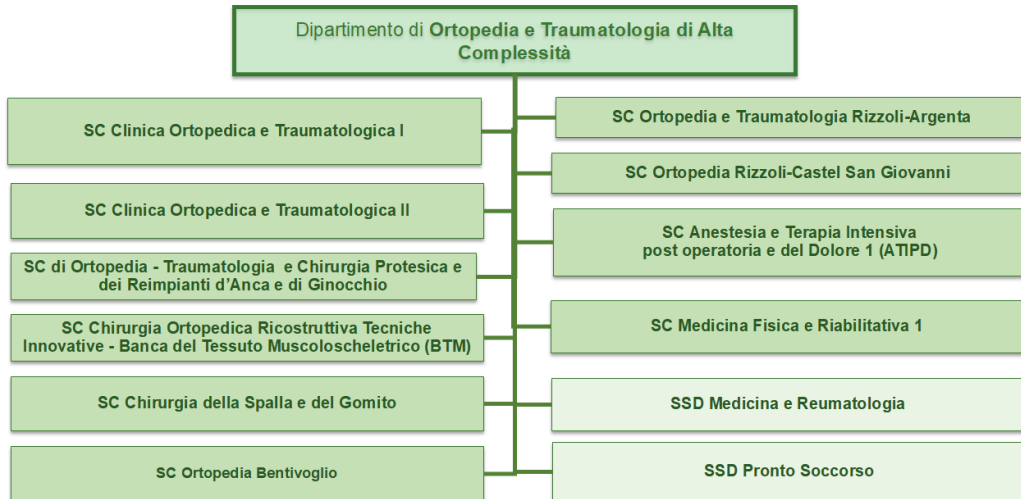 Dipartimento di Ortopedia e Traumatologia di Alta
Complessità
SC Clinica Ortopedica e Traumatologica I
SC Clinica Ortopedica e Traumatologica II
SC di Ortopedia - Traumatologia e Chirurgia Protesica e
dei Reimpianti d'Anca e di Ginocchio
SC Chirurgia Ortopedica Ricostruttiva Tecniche
Innovative - Banca del Tessuto Muscoloscheletrico (BTM)
SC Chirurgia della Spalla e del Gomito
SC Ortopedia Bentivoglio
SC Ortopedia e Traumatologia Rizzoli-Argenta
SC Ortopedia Rizzoli-Castel San Giovanni
SC Anestesia e Terapia Intensiva
post operatoria e del Dolore 1 (ATIPD)
SC Medicina Fisica e Riabilitativa 1
SSD Medicina e Reumatologia
SSD Pronto Soccorso